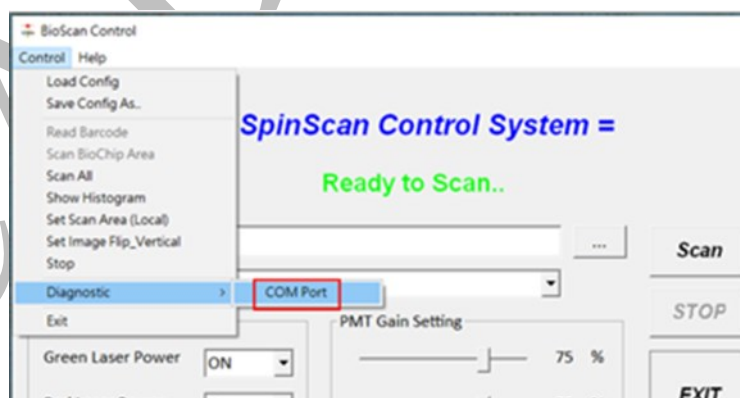 BioScan Control
Control Help
Load Config
Save Config As..
Read Barcode
Scan BioChip Area
Scan All
Show Histogram
Set Scan Area (Local)
Set Image Flip_Vertical
Stop
Diagnostic >
COM Port
Exit
SpinScan Control System =
Ready to Scan..
...
Scan
STOP
PMT Gain Setting
Green Laser Power ON
75 %
EXIT